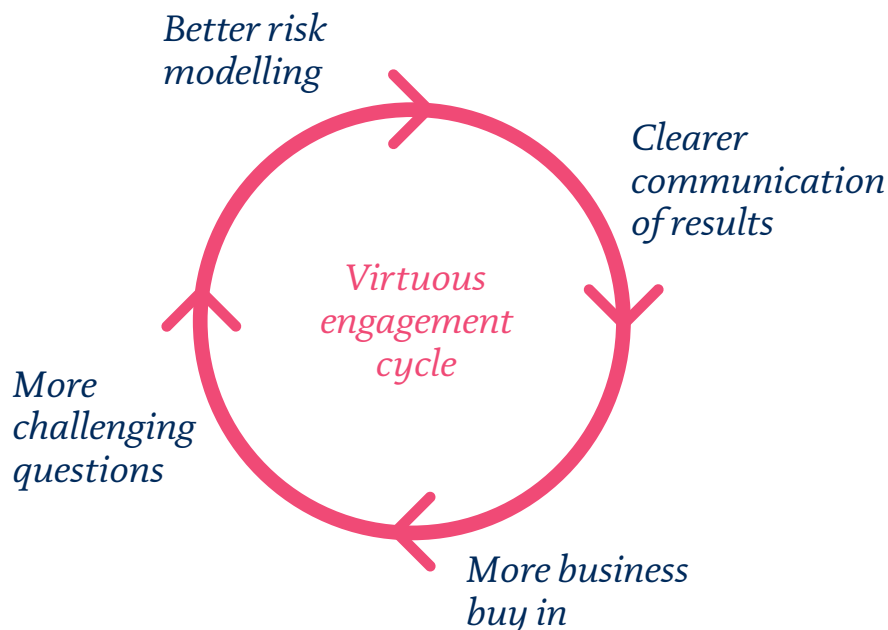 Better risk
modelling
Clearer
communication
of results
Virtuous
engagement
cycle
More
challenging
questions
More business
buy in